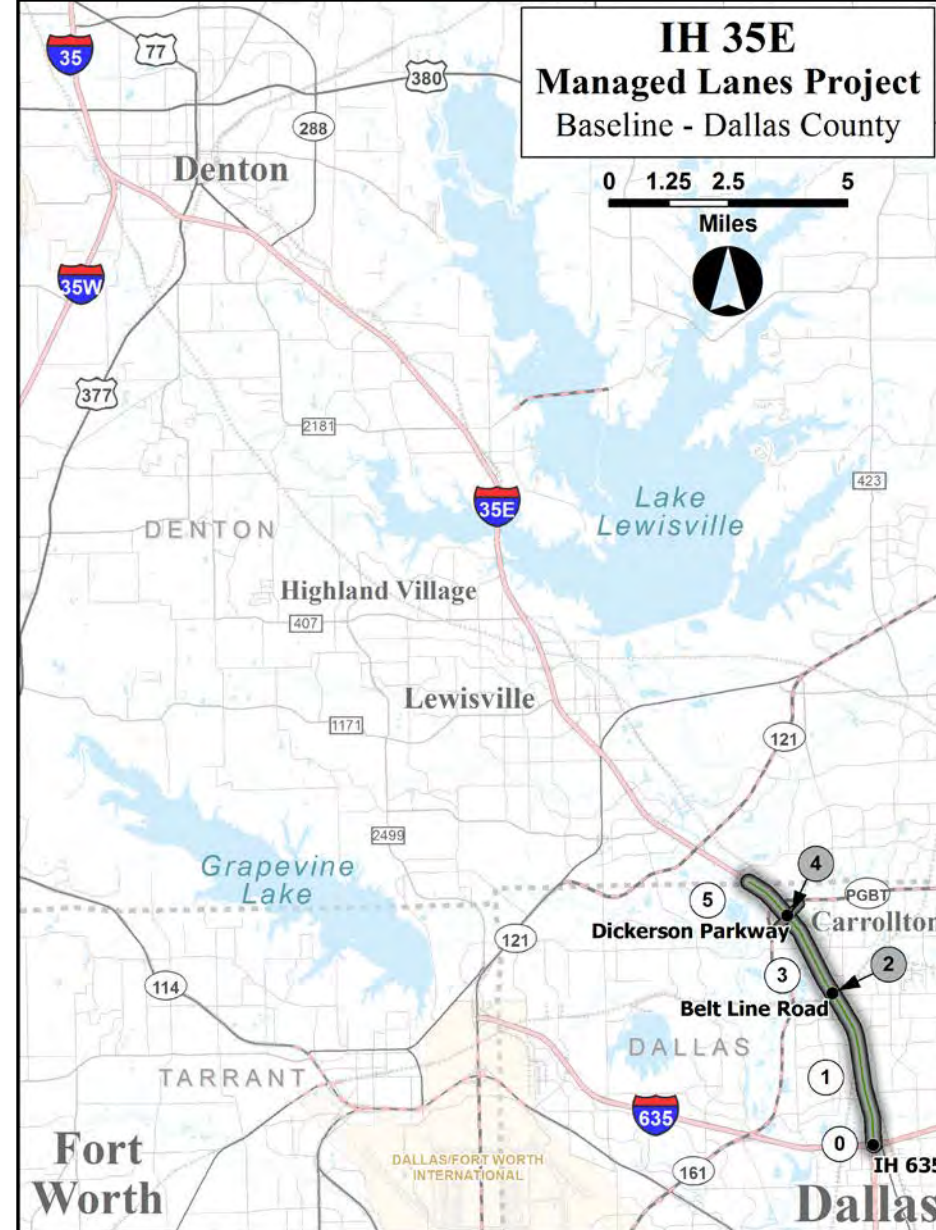 IH 35E
Managed Lanes Project
Baseline - Dallas County
0 1.25 2.5 5
Miles
35
77
380
288
Denton
35W
377
2181
423
35E
Lake
Lewisville
DENTON
Highland Village
407
Lewisville
1171
121
2499
Grapevine
Lake
4
5
PGBT
Dickerson Parkway
Carrollton
121
3
2
114
Belt Line Road
DALLAS
TARRANT
1
635
0
IH 635
Fort
Worth
DALLAS/FORT WORTH
INTERNATIONAL
161
Dallas